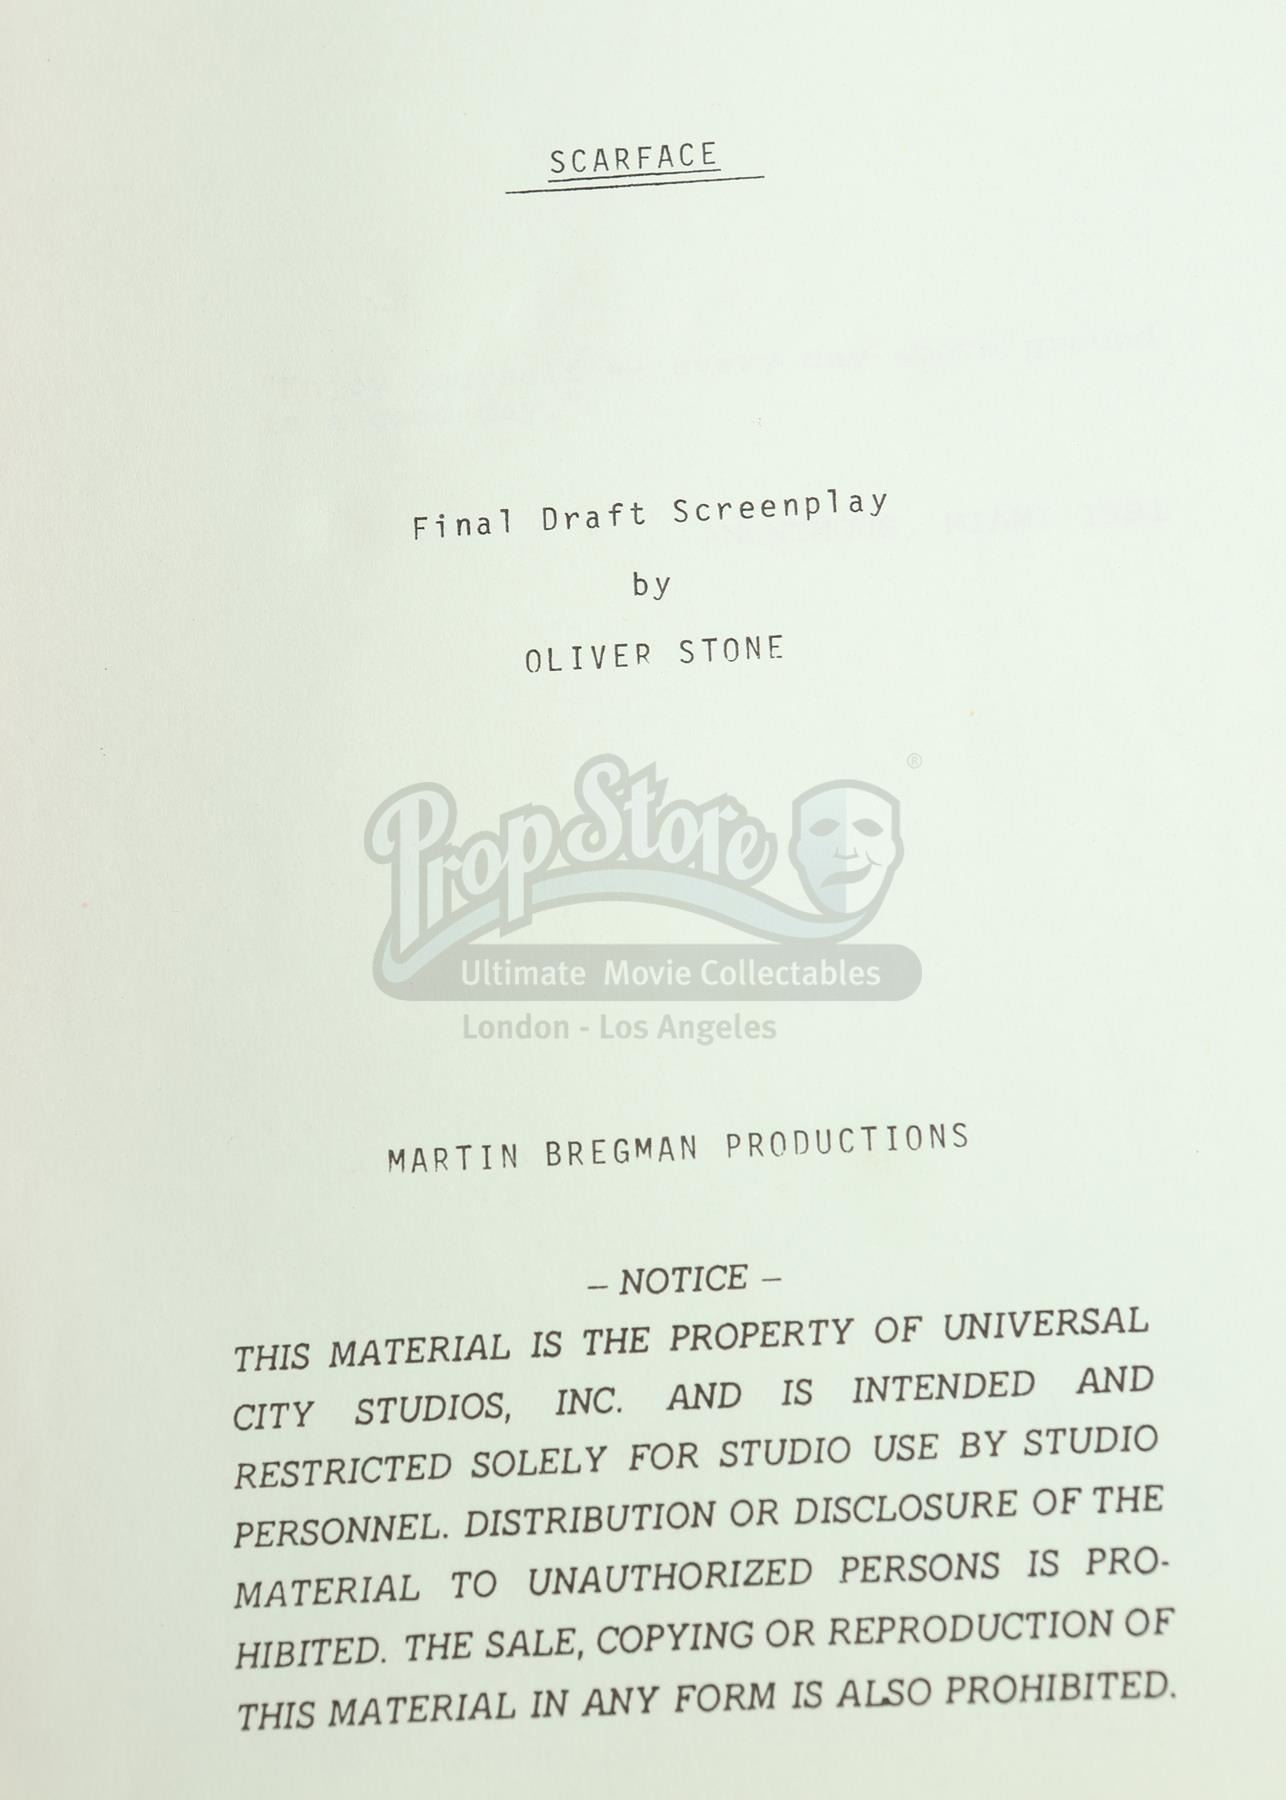 SCARFACE
Final Draft Screenplay
by
OLIVER STONE
PropStore
®
Ultimate Movie Collectables
London - Los Angeles
MARTIN BREGMAN PRODUCTIONS
– NOTICE –
THIS MATERIAL IS THE PROPERTY OF UNIVERSAL
CITY STUDIOS, INC. AND IS INTENDED AND
RESTRICTED SOLELY FOR STUDIO USE BY STUDIO
PERSONNEL. DISTRIBUTION OR DISCLOSURE OF THE
MATERIAL TO UNAUTHORIZED PERSONS IS PRO-
HIBITED. THE SALE, COPYING OR REPRODUCTION OF
THIS MATERIAL IN ANY FORM IS ALSO PROHIBITED.